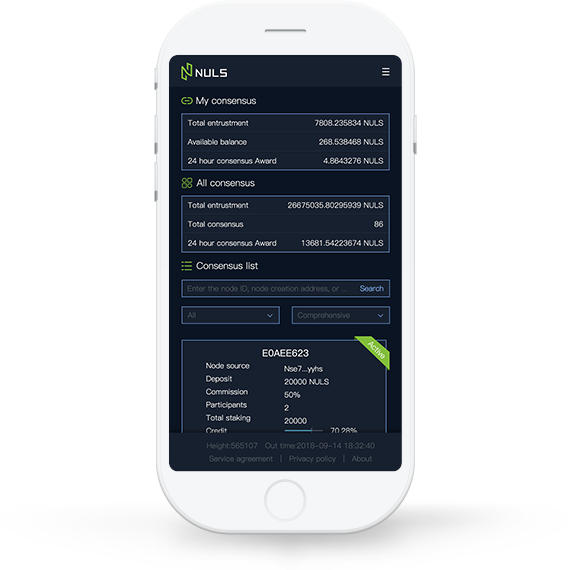 NULS
My consensus
Total entrustment 7808.235834 NULS
Available balance 268.538468 NULS
24 hour consensus Award 4.8643276 NULS
All consensus
Total entrustment 26675035.80295939 NULS
Total consensus 86
24 hour consensus Award 13681.54223674 NULS
Consensus list
Enter the node ID, node creation address, or ... Search
All Comprehensive
Active
E0AEE623
Node source Nse7...yyhs
Deposit 20000 NULS
Commission 50%
Participants 2
Total staking 20000
Credit 70.28%
Height:565107 Out time:2018-09-14 18:32:40
Service agreement | Privacy policy | About